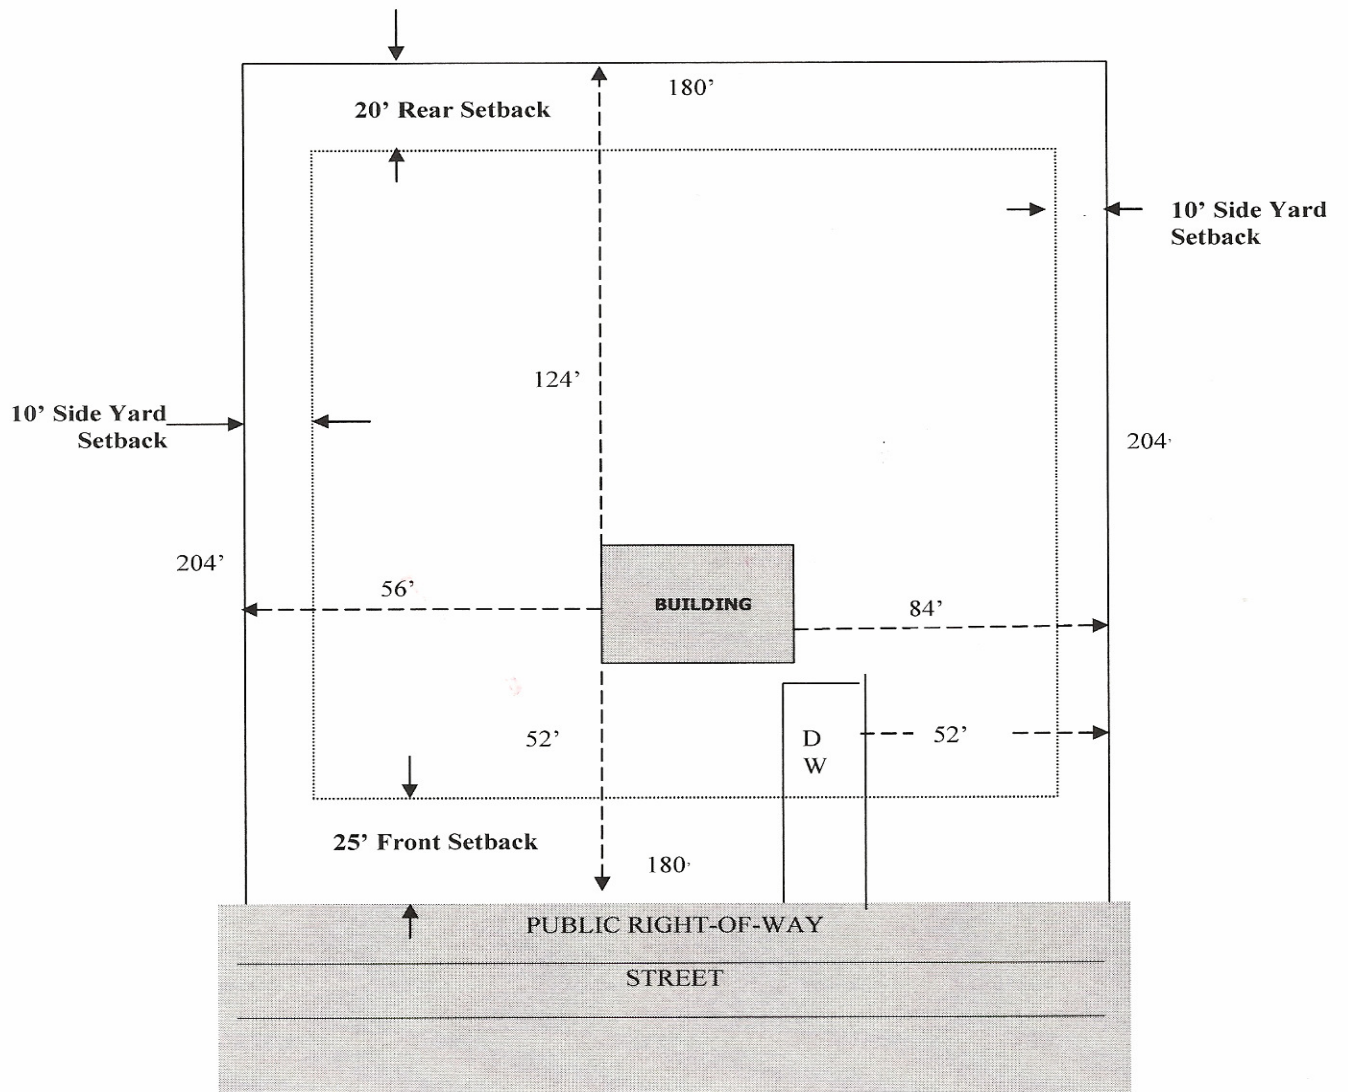 180’
20’ Rear Setback
10’ Side Yard
Setback
124’
10’ Side Yard
Setback
204’
204’
56’
BUILDING
84’
52’
D
W
52’
25’ Front Setback
180’
PUBLIC RIGHT-OF-WAY
STREET